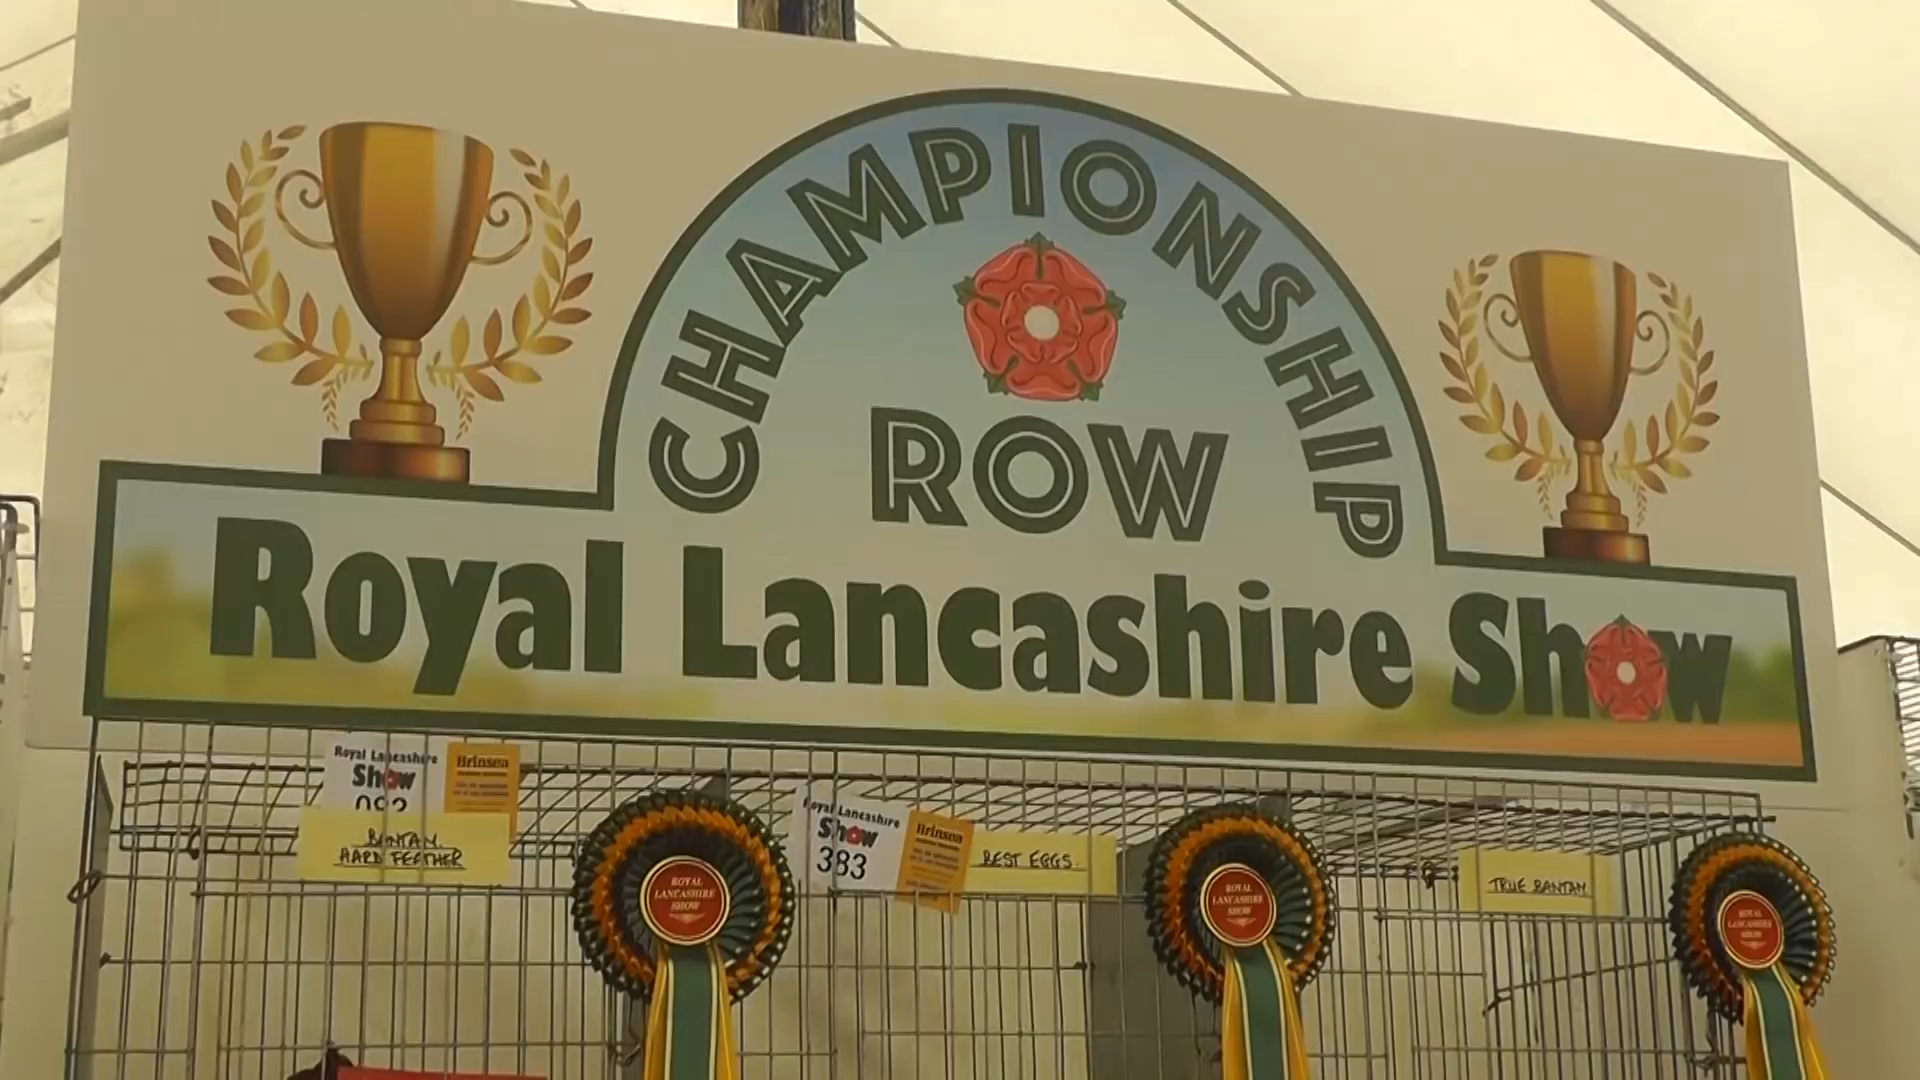 CHAMPIONSHIP
ROW
Royal Lancashire Show
Royal Lancashire
Show
Brinsea
BANTAM
HARD FEATHER
Royal Lancashire
Show
383
Brinsea
BEST EGGS.
TRUE BANTAM
ROYAL
LANCASHIRE
SHOW
ROYAL
LANCASHIRE
SHOW
ROYAL
LANCASHIRE
SHOW